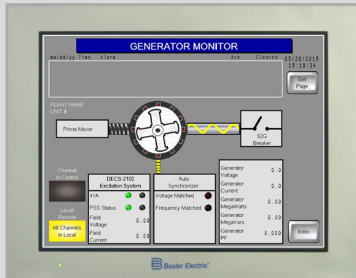 GENERATOR MONITOR
mm/dd/yy Time Alarm Ack Cleared
05/28/2015
15:19:34
Get
Page
PLANT NAME
UNIT #
Prime Mover
52G
Breaker
Channel
in Control
Local/
Remote
All Channels
in Local
DECS-2100
Excitation System
41A
PSS Status
Field
Voltage 0.00
Field
Current 0.00
Auto
Synchronizer
Voltage Matched
Frequency Matched
Generator
Voltage 0.0
Generator
Current 0.0
Generator
MegaWatts 0.0
Generator
MegaVars 0.0
Generator
PF 0.000
Index
Basler Electric